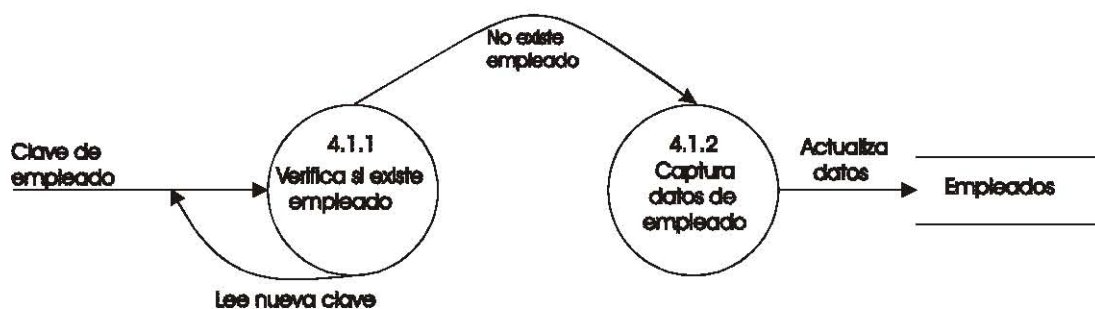 No existe
empleado
Clave de
empleado
4.1.1
Verifica si existe
empleado
4.1.2
Captura
datos de
empleado
Actualiza
datos
Empleados
Lee nueva clave